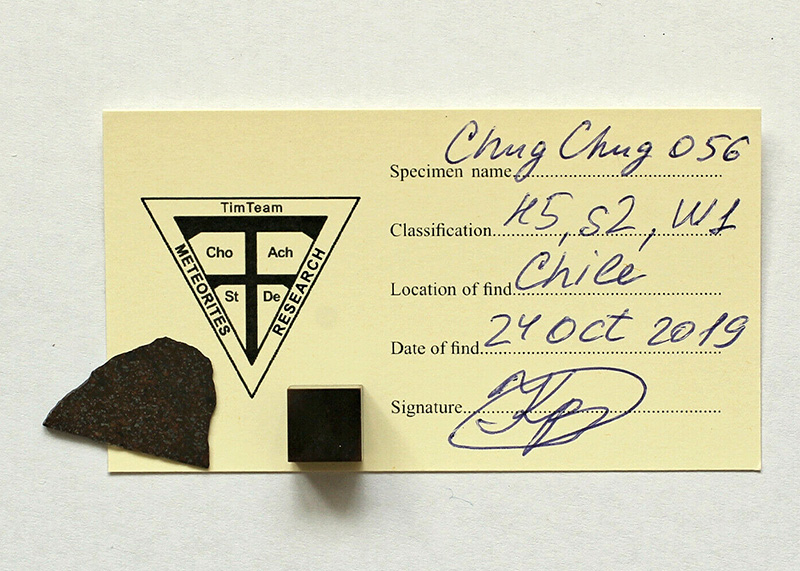 TimTeam
Cho Ach
St De
METEORITES
RESEARCH
Specimen name Chug Chug 056
Classification H5, S2, W1
Location of find Chile
Date of find 24 Oct 2019
Signature